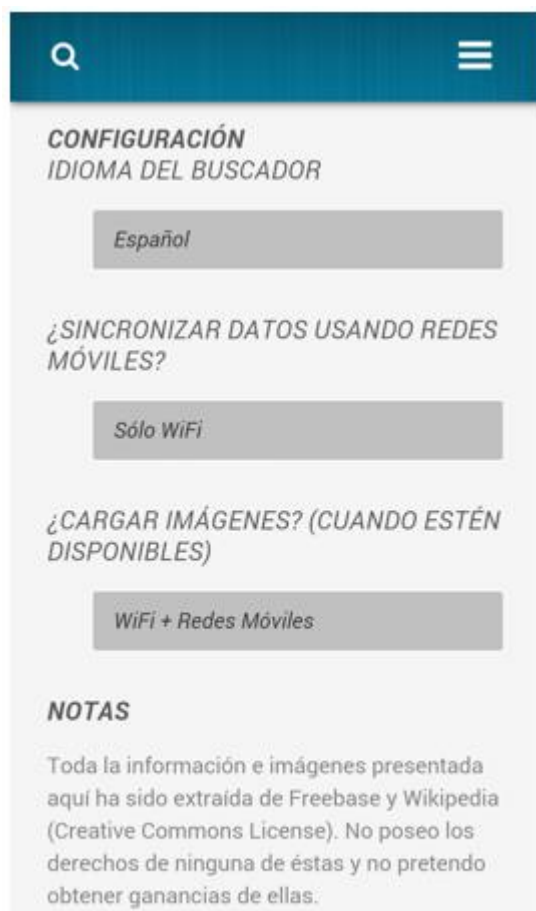 CONFIGURACIÓN
IDIOMA DEL BUSCADOR
Español
¿SINCRONIZAR DATOS USANDO REDES
MÓVILES?
Sólo WiFi
¿CARGAR IMÁGENES? (CUANDO ESTÉN
DISPONIBLES)
WiFi + Redes Móviles
NOTAS
Toda la información e imágenes presentada
aquí ha sido extraída de Freebase y Wikipedia
(Creative Commons License). No poseo los
derechos de ninguna de éstas y no pretendo
obtener ganancias de ellas.